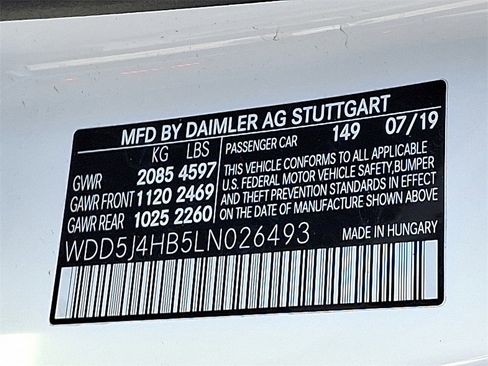 MFD BY DAIMLER AG STUTTGART
KG LBS
GVWR 2085 4597
GAWR FRONT 1120 2469
GAWR REAR 1025 2260
PASSENGER CAR 149 07/19
THIS VEHICLE CONFORMS TO ALL APPLICABLE
U.S. FEDERAL MOTOR VEHICLE SAFETY, BUMPER
AND THEFT PREVENTION STANDARDS IN EFFECT
ON THE DATE OF MANUFACTURE SHOWN ABOVE
WDD5J4HB5LN026493
MADE IN HUNGARY